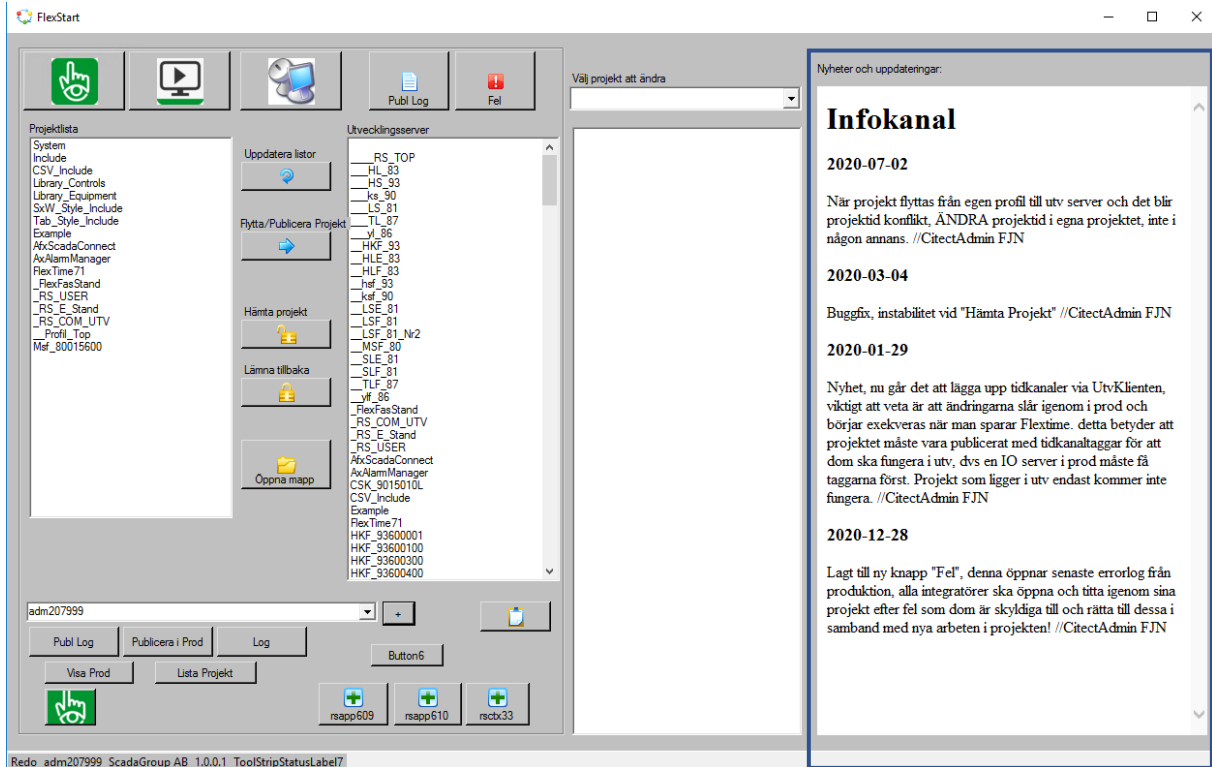 FlexStart
Publ Log
Fel
Projektlista
System
Include
CSV_Include
Library_Controls
Library_Equipment
SxW_Style_Include
Tab_Style_Include
Example
AfxScadaConnect
AxAlarmManager
FlexTime71
_FlexFasStand
_RS_USER
_RS_E_Stand
_RS_COM_UTV
__Profil_Top
Msf_80015600
Uppdatera listor
Flytta/Publicera Projekt
Hämta projekt
Lämna tillbaka
Öppna mapp
Utvecklingsserver
____RS_TOP
___HL_83
___HS_93
___ks_90
___LS_81
___TL_87
___yl_86
__HKF_93
__HLE_83
__HLF_83
__hsf_93
__ksf_90
__LSE_81
__LSF_81
__LSF_81_Nr2
__MSF_80
__SLE_81
__SLF_81
__TLF_87
__ylf_86
_FlexFasStand
_RS_COM_UTV
_RS_E_Stand
_RS_USER
AfxScadaConnect
AxAlarmManager
CSK_9015010L
CSV_Include
Example
FlexTime71
HKF_93600001
HKF_93600100
HKF_93600300
HKF_93600400
adm207999
+
Publ Log
Publicera i Prod
Log
Button6
Visa Prod
Lista Projekt
rsapp609
rsapp610
rsctx33
Välj projekt att ändra
Nyheter och uppdateringar:
Infokanal
2020-07-02
När projekt flyttas från egen profil till utv server och det blir
projektid konflikt, ÄNDRA projektid i egna projektet, inte i
någon annans. //CitectAdmin FJN
2020-03-04
Buggfix, instabilitet vid "Hämta Projekt" //CitectAdmin FJN
2020-01-29
Nyhet, nu går det att lägga upp tidkanaler via UtvKlienten,
viktigt att veta är att ändringarna slår igenom i prod och
börjar exekveras när man sparar Flextime. detta betyder att
projektet måste vara publicerat med tidkanaltaggar för att
dom ska fungera i utv, dvs en IO server i prod måste få
taggarna först. Projekt som ligger i utv endast kommer inte
fungera. //CitectAdmin FJN
2020-12-28
Lagt till ny knapp "Fel", denna öppnar senaste errorlog från
produktion, alla integratörer ska öppna och titta igenom sina
projekt efter fel som dom är skyldiga till och rätta till dessa i
samband med nya arbeten i projekten! //CitectAdmin FJN
Redo adm207999 ScadaGroup AB 1.0.0.1 ToolStripStatusLabel7